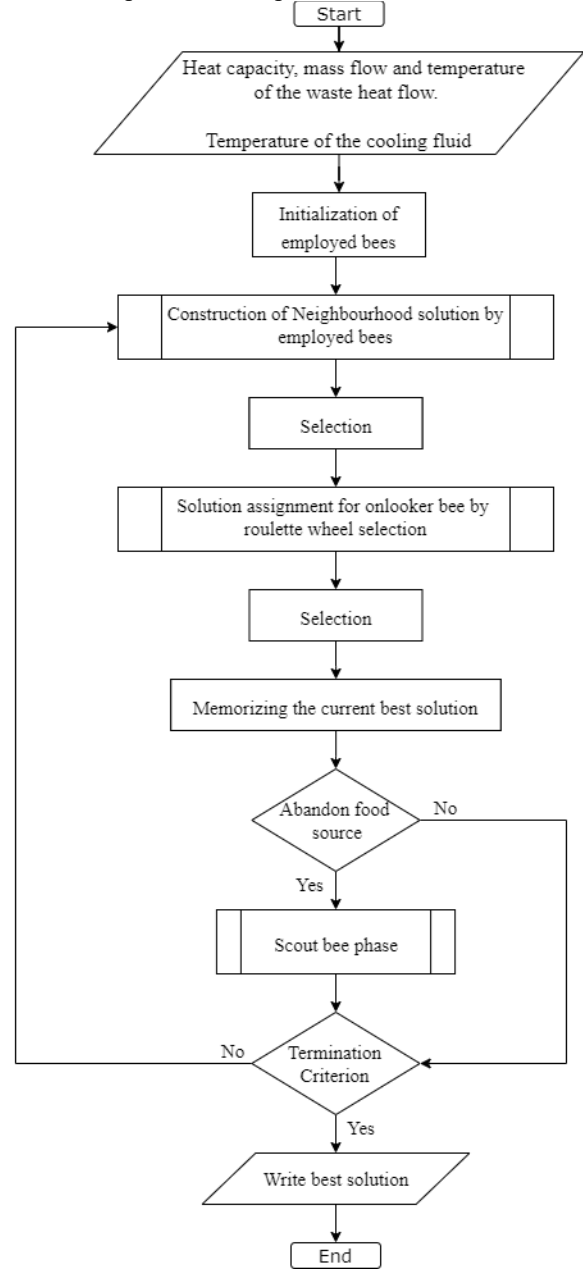 Start
Heat capacity, mass flow and temperature
of the waste heat flow.
Temperature of the cooling fluid
Initialization of
employed bees
Construction of Neighbourhood solution by
employed bees
Selection
Solution assignment for onlooker bee by
roulette wheel selection
Selection
Memorizing the current best solution
Abandon food
source
No
Yes
Scout bee phase
No
Termination
Criterion
Yes
Write best solution
End